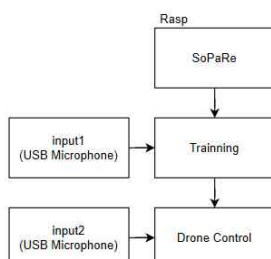 Rasp
SoPaRe
input1
(USB Microphone)
Trainning
input2
(USB Microphone)
Drone Control